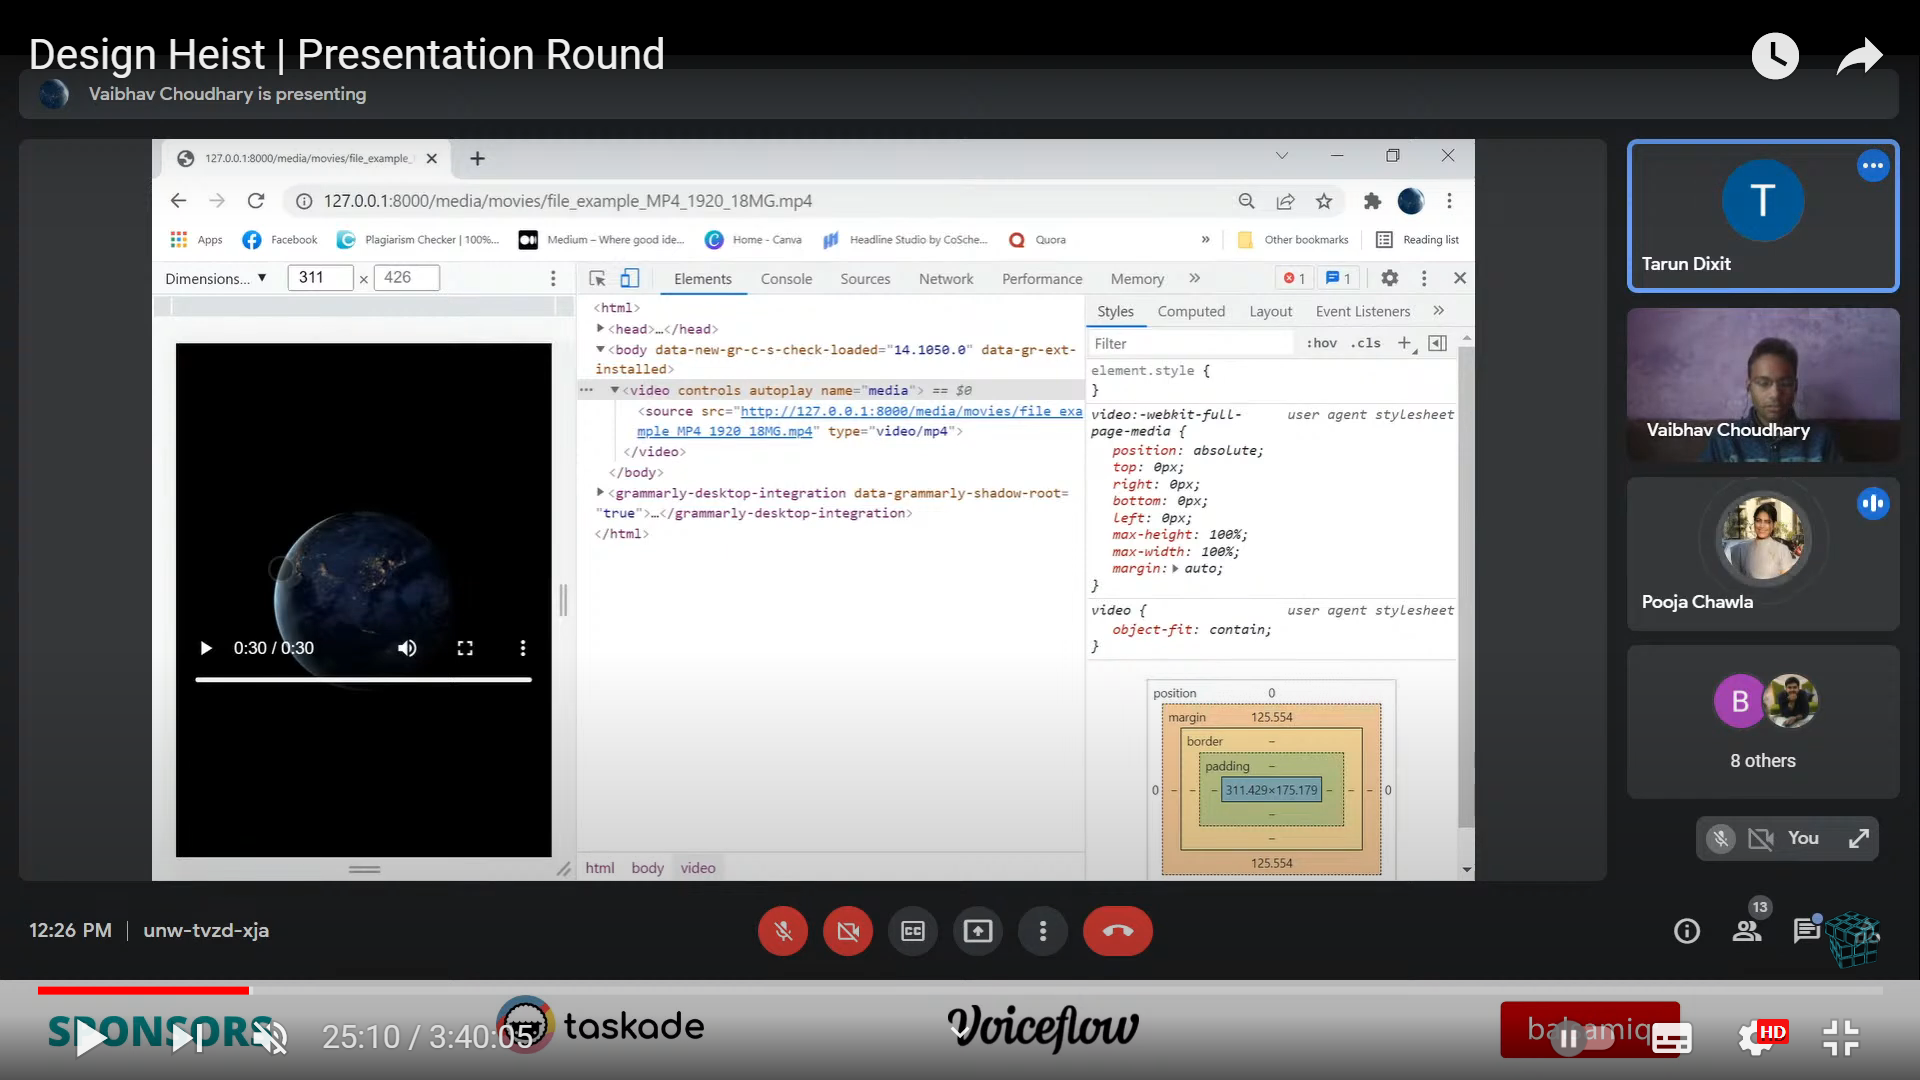 Design Heist | Presentation Round
Vaibhav Choudhary is presenting
127.0.0.1:8000/media/movies/file_example_
127.0.0.1:8000/media/movies/file_example_MP4_1920_18MG.mp4
Apps Facebook Plagiarism Checker | 100%... Medium – Where good ide... Home - Canva Headline Studio by CoSche... Quora » Other bookmarks Reading list
Dimensions... ▼ 311 x 426
Elements Console Sources Network Performance Memory » 1 1
<html>
<head>…</head>
<body data-new-gr-c-s-check-loaded="14.1050.0" data-gr-ext-
installed>
<video controls autoplay name="media"> == $0
<source src="http://127.0.0.1:8000/media/movies/file_exa
mple_MP4_1920_18MG.mp4" type="video/mp4">
</video>
</body>
<grammarly-desktop-integration data-grammarly-shadow-root=
"true">…</grammarly-desktop-integration>
</html>
html body video
Styles Computed Layout Event Listeners »
Filter :hov .cls +
element.style {
}
video:-webkit-full- user agent stylesheet
page-media {
position: absolute;
top: 0px;
right: 0px;
bottom: 0px;
left: 0px;
max-height: 100%;
max-width: 100%;
margin: auto;
}
video { user agent stylesheet
object-fit: contain;
}
position 0
margin 125.554
border –
padding –
0 – – – 311.429×175.179 – – – 0
–
–
125.554
0:30 / 0:30
T
Tarun Dixit
Vaibhav Choudhary
Pooja Chawla
B
8 others
You
12:26 PM | unw-tvzd-xja
CC
13
SPONSORS
taskade
Voiceflow
25:10 / 3:40:05
HD